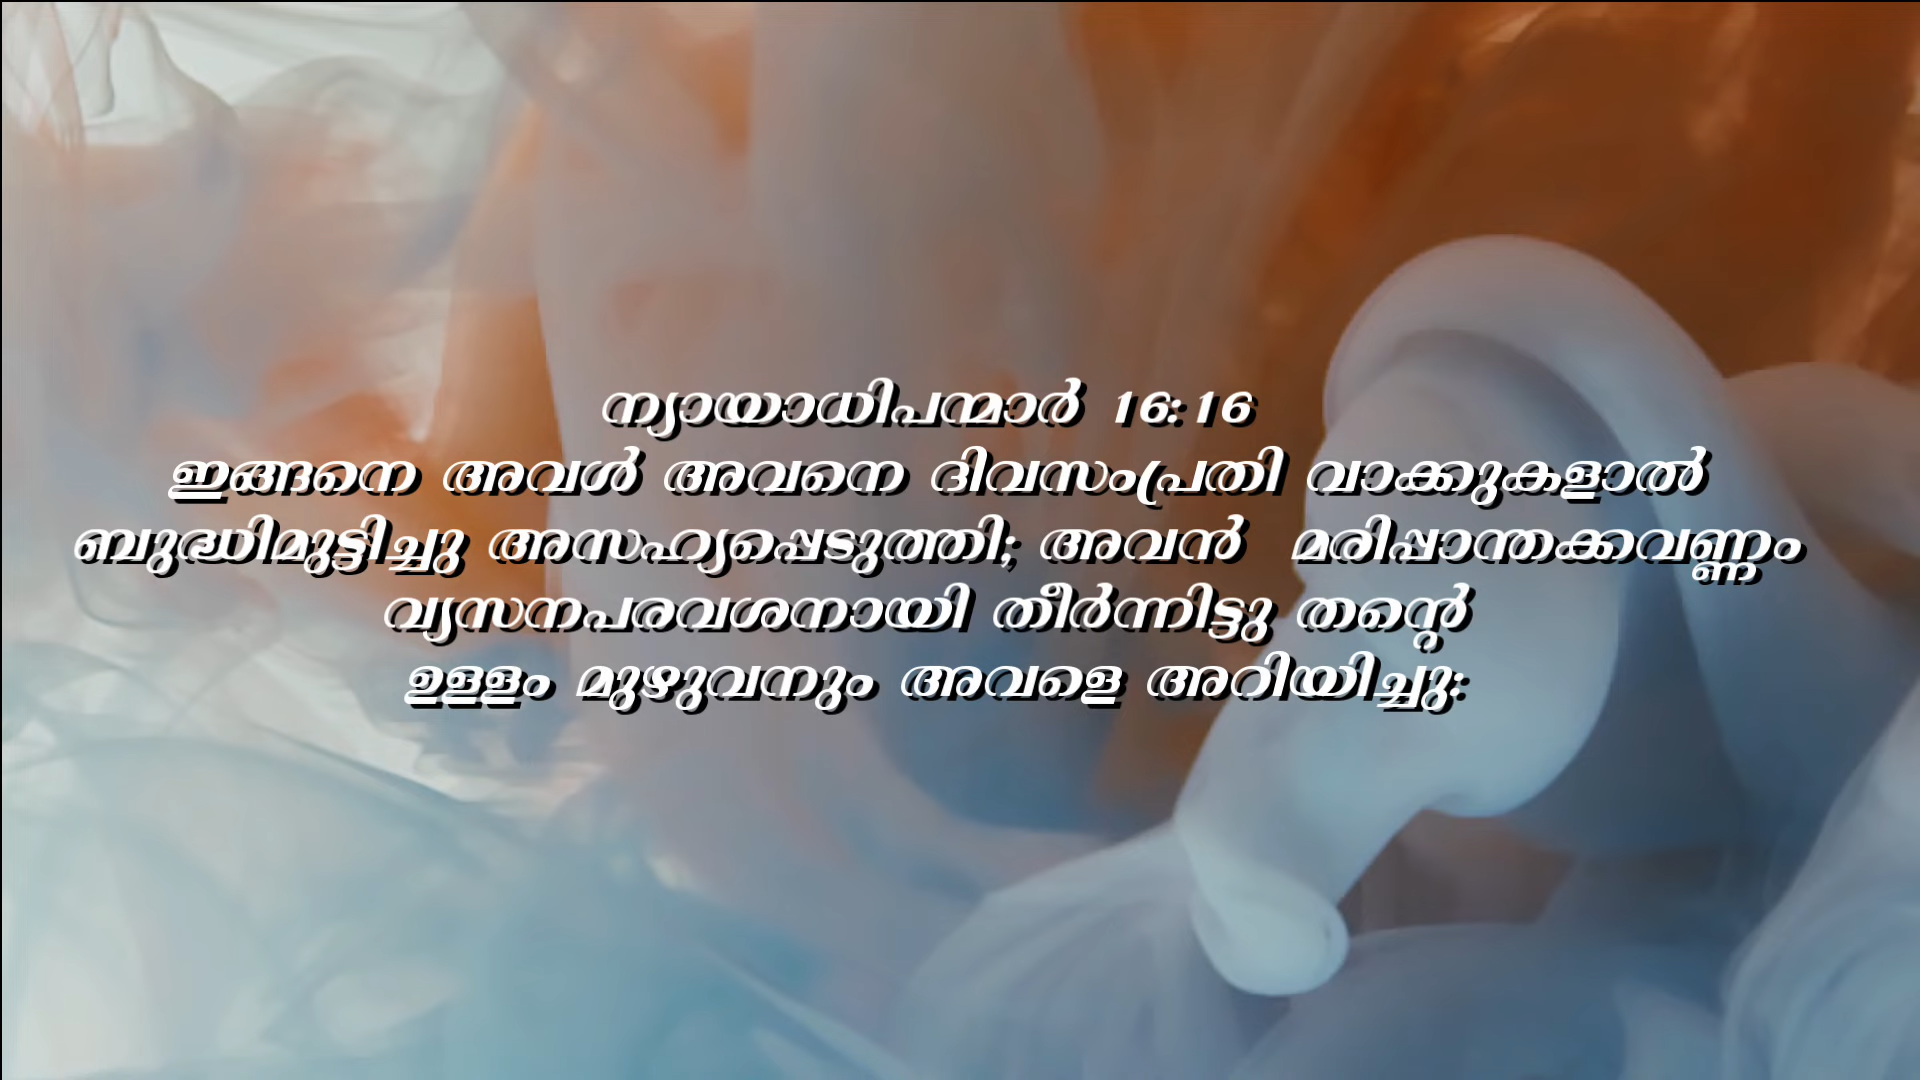 ന്യായാധിപന്മാർ 16:16
ഇങ്ങനെ അവൾ അവനെ ദിവസംപ്രതി വാക്കുകളാൽ
ബുദ്ധിമുട്ടിച്ചു അസഹ്യപ്പെടുത്തി; അവൻ മരിപ്പാന്തക്കവണ്ണം
വ്യസനപരവശനായി തീർന്നിട്ടു തന്റെ
ഉള്ളം മുഴുവനും അവളെ അറിയിച്ചു: